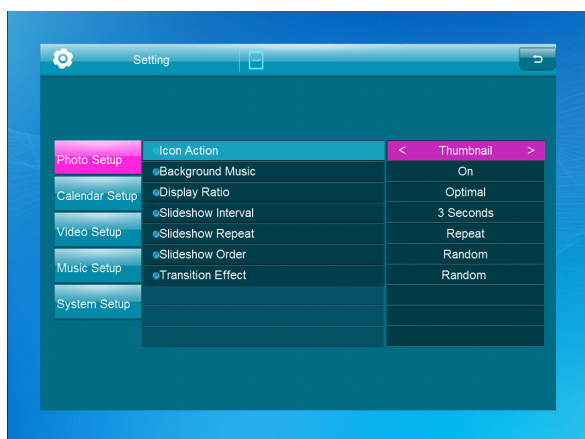 Setting
Photo Setup
Calendar Setup
Video Setup
Music Setup
System Setup
Icon Action < Thumbnail >
Background Music On
Display Ratio Optimal
Slideshow Interval 3 Seconds
Slideshow Repeat Repeat
Slideshow Order Random
Transition Effect Random